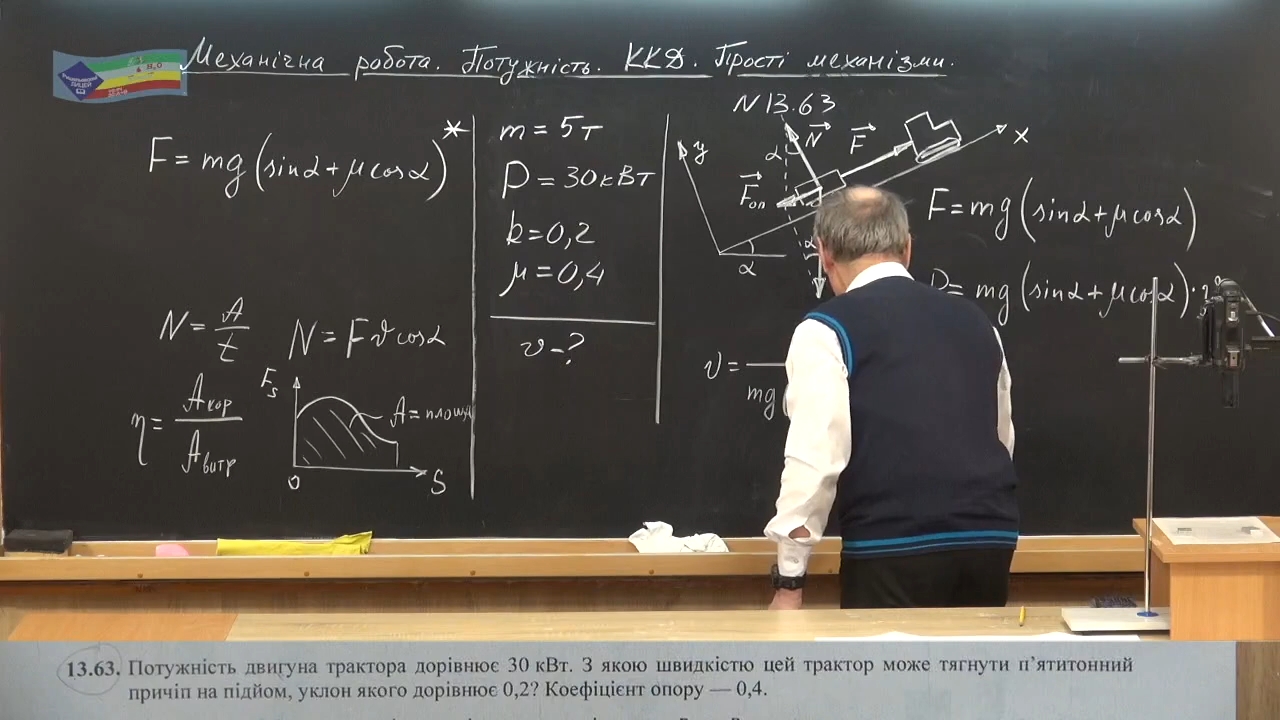 Механічна робота. Потужність. ККД. Прості механізми.
F = mg(sinα + μcosα)*
N = A/t
N = Fvcosα
η = Aкор/Aвитр
Fs
A = площа
0
S
m = 5т
P = 30кВт
k = 0,2
μ = 0,4
v - ?
N 13.63
y
α
N
F
x
Fоп
α
α
F = mg(sinα + μcosα)
P = mg(sinα + μcosα) · v
v =
mg(
13.63. Потужність двигуна трактора дорівнює 30 кВт. З якою швидкістю цей трактор може тягнути п'ятитонний
причіп на підйом, уклон якого дорівнює 0,2? Коефіцієнт опору — 0,4.